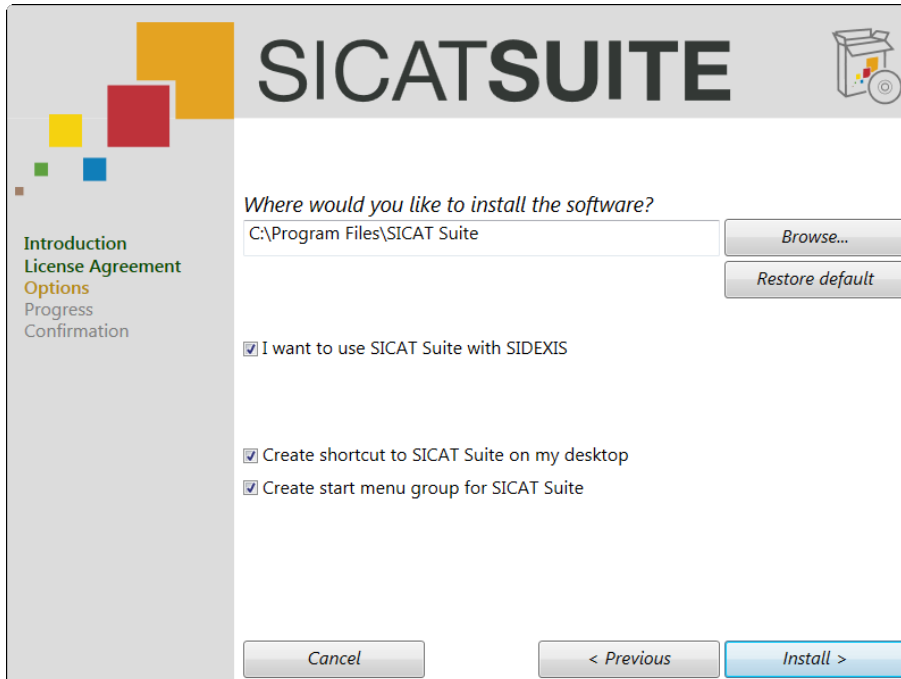 SICATSUITE
Introduction
License Agreement
Options
Progress
Confirmation
Where would you like to install the software?
C:\Program Files\SICAT Suite
Browse...
Restore default
I want to use SICAT Suite with SIDEXIS
Create shortcut to SICAT Suite on my desktop
Create start menu group for SICAT Suite
Cancel
< Previous
Install >